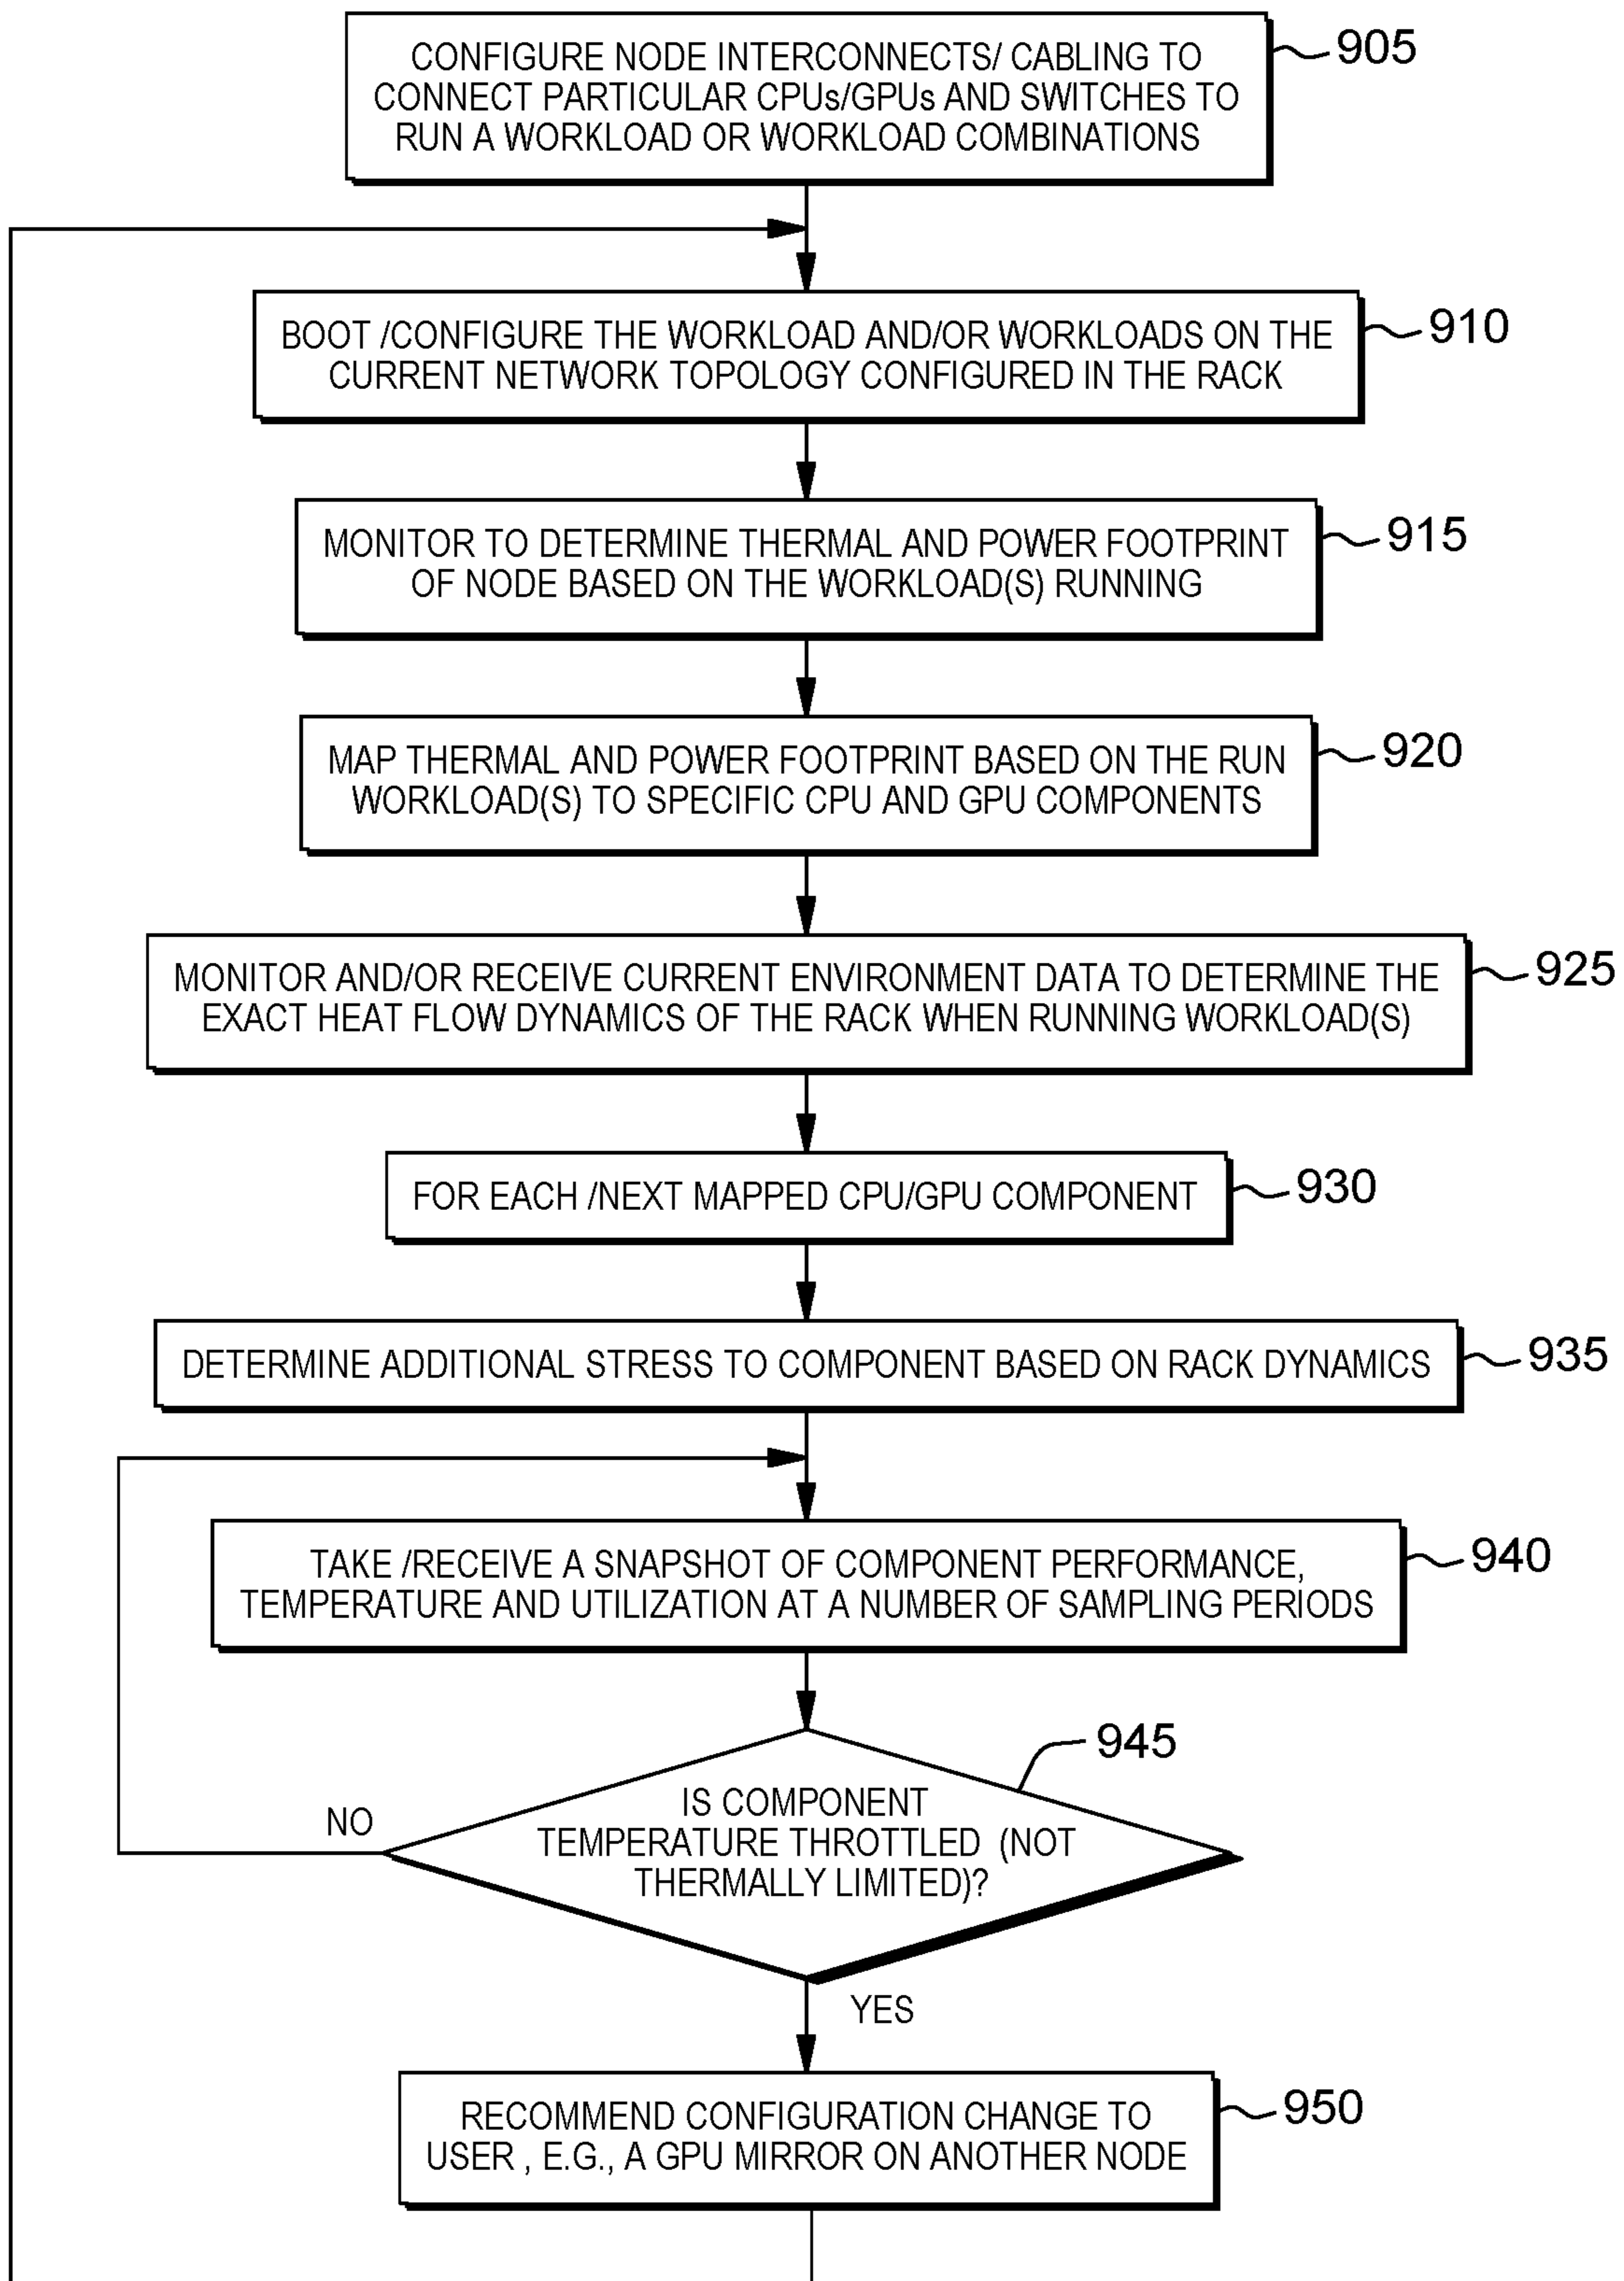 CONFIGURE NODE INTERCONNECTS/ CABLING TO
CONNECT PARTICULAR CPUs/GPUs AND SWITCHES TO
RUN A WORKLOAD OR WORKLOAD COMBINATIONS
905
BOOT /CONFIGURE THE WORKLOAD AND/OR WORKLOADS ON THE
CURRENT NETWORK TOPOLOGY CONFIGURED IN THE RACK
910
MONITOR TO DETERMINE THERMAL AND POWER FOOTPRINT
OF NODE BASED ON THE WORKLOAD(S) RUNNING
915
MAP THERMAL AND POWER FOOTPRINT BASED ON THE RUN
WORKLOAD(S) TO SPECIFIC CPU AND GPU COMPONENTS
920
MONITOR AND/OR RECEIVE CURRENT ENVIRONMENT DATA TO DETERMINE THE
EXACT HEAT FLOW DYNAMICS OF THE RACK WHEN RUNNING WORKLOAD(S)
925
FOR EACH /NEXT MAPPED CPU/GPU COMPONENT
930
DETERMINE ADDITIONAL STRESS TO COMPONENT BASED ON RACK DYNAMICS
935
TAKE /RECEIVE A SNAPSHOT OF COMPONENT PERFORMANCE,
TEMPERATURE AND UTILIZATION AT A NUMBER OF SAMPLING PERIODS
940
945
IS COMPONENT
TEMPERATURE THROTTLED (NOT
THERMALLY LIMITED)?
NO
YES
RECOMMEND CONFIGURATION CHANGE TO
USER , E.G., A GPU MIRROR ON ANOTHER NODE
950